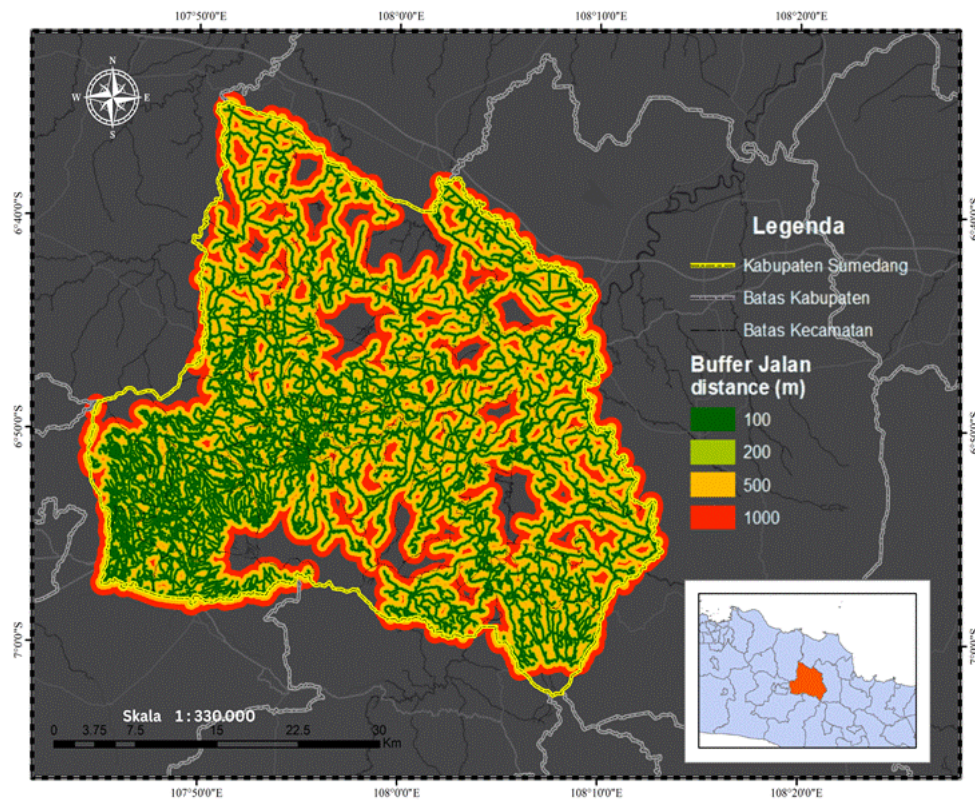 107°50'0"E 108°0'0"E 108°10'0"E 108°20'0"E
N
W E
S
6°40'0"S
Legenda
Kabupaten Sumedang
Batas Kabupaten
Batas Kecamatan
Buffer Jalan
distance (m)
100
200
500
1000
6°50'0"S
7°0'0"S
Skala 1 : 330.000
0 3.75 7.5 15 22.5 30
Km
107°50'0"E 108°0'0"E 108°10'0"E 108°20'0"E